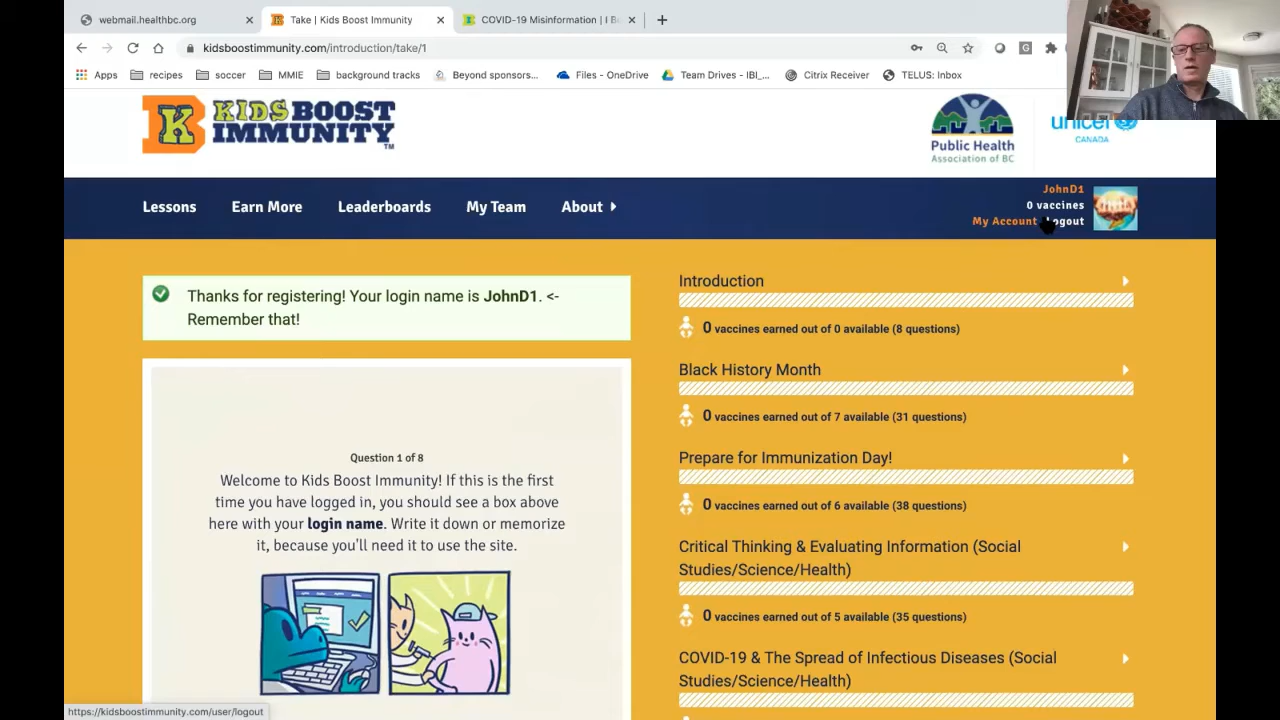 webmail.healthbc.org
Take | Kids Boost Immunity
COVID-19 Misinformation | I B
kidsboostimmunity.com/introduction/take/1
Apps
recipes
soccer
MMIE
background tracks
Beyond sponsors...
Files - OneDrive
Team Drives - IBI_...
Citrix Receiver
TELUS: Inbox
KIDS BOOST
IMMUNITY
TM
Public Health
Association of BC
unicef
CANADA
Lessons
Earn More
Leaderboards
My Team
About
JohnD1
0 vaccines
My Account
Logout
Thanks for registering! Your login name is JohnD1. <-
Remember that!
Question 1 of 8
Welcome to Kids Boost Immunity! If this is the first
time you have logged in, you should see a box above
here with your login name. Write it down or memorize
it, because you'll need it to use the site.
Introduction
0 vaccines earned out of 0 available (8 questions)
Black History Month
0 vaccines earned out of 7 available (31 questions)
Prepare for Immunization Day!
0 vaccines earned out of 6 available (38 questions)
Critical Thinking & Evaluating Information (Social
Studies/Science/Health)
0 vaccines earned out of 5 available (35 questions)
COVID-19 & The Spread of Infectious Diseases (Social
Studies/Science/Health)
https://kidsboostimmunity.com/user/logout